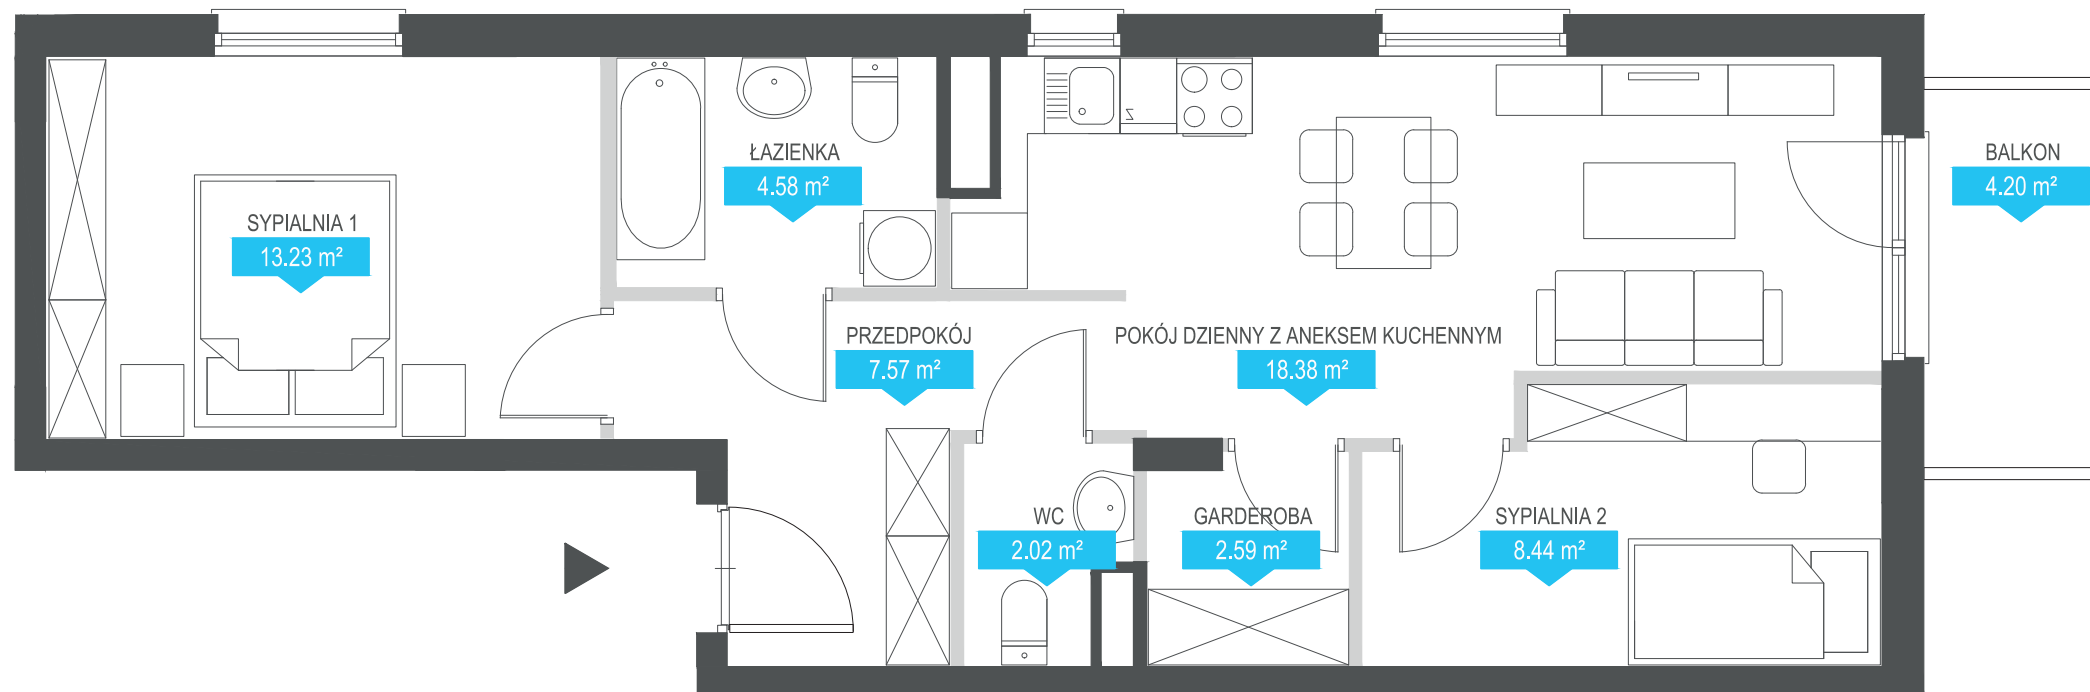 ŁAZIENKA
4.58 m²
BALKON
4.20 m²
SYPIALNIA 1
13.23 m²
PRZEDPOKÓJ
7.57 m²
POKÓJ DZIENNY Z ANEKSEM KUCHENNYM
18.38 m²
WC
2.02 m²
GARDEROBA
2.59 m²
SYPIALNIA 2
8.44 m²